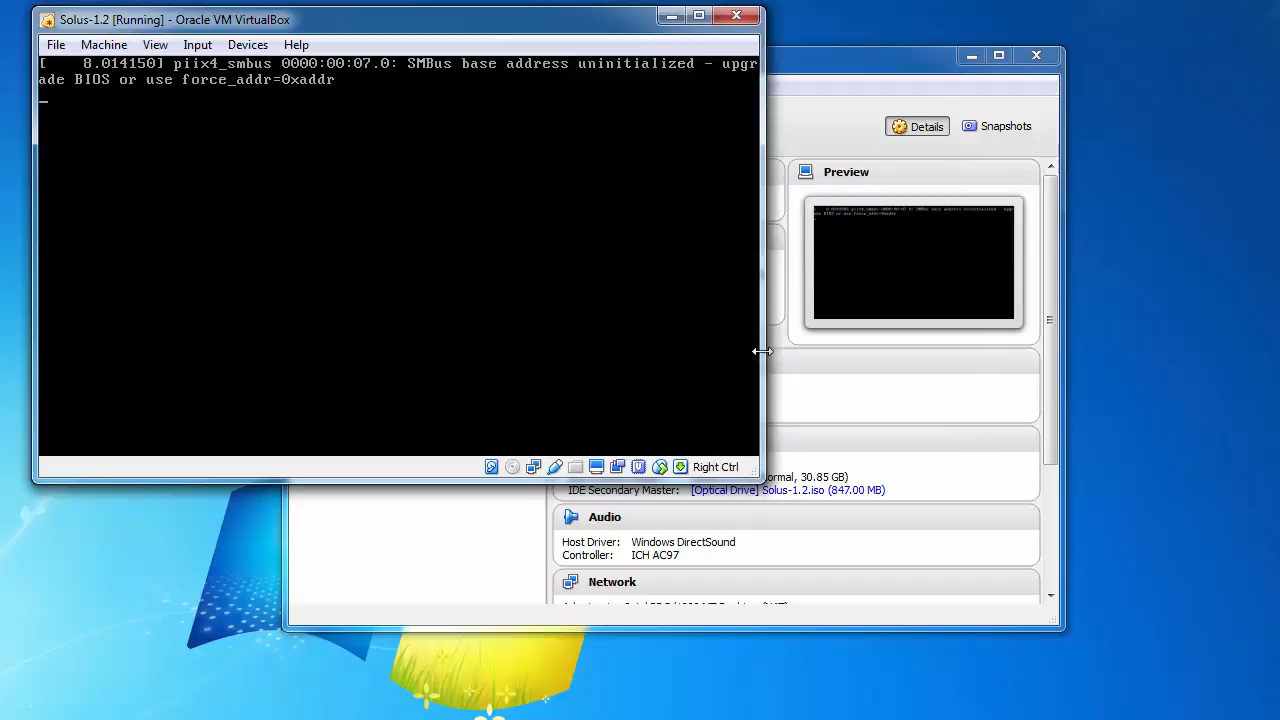 Solus-1.2 [Running] - Oracle VM VirtualBox
File Machine View Input Devices Help
[    8.014150] piix4_smbus 0000:00:07.0: SMBus base address uninitialized - upgr
ade BIOS or use force_addr=0xaddr
Right Ctrl
Details Snapshots
Preview
ormal, 30.85 GB)
IDE Secondary Master: [Optical Drive] Solus-1.2.iso (847.00 MB)
Audio
Host Driver: Windows DirectSound
Controller: ICH AC97
Network